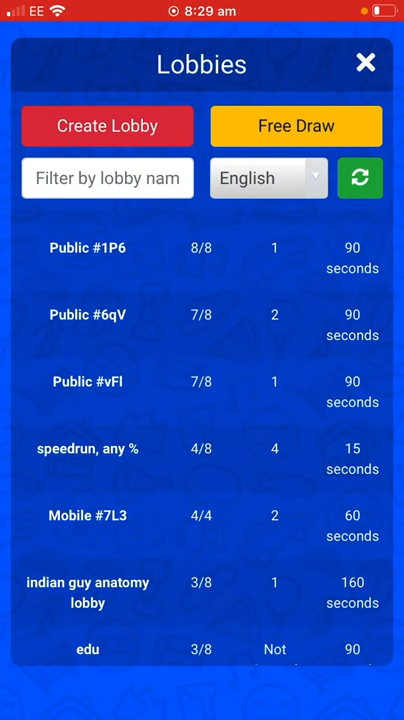 EE 8:29 am
Lobbies
Create Lobby Free Draw
Filter by lobby nam English
Public #1P6 8/8 1 90
seconds
Public #6qV 7/8 2 90
seconds
Public #vFl 7/8 1 90
seconds
speedrun, any % 4/8 4 15
seconds
Mobile #7L3 4/4 2 60
seconds
indian guy anatomy 3/8 1 160
lobby seconds
edu 3/8 Not 90